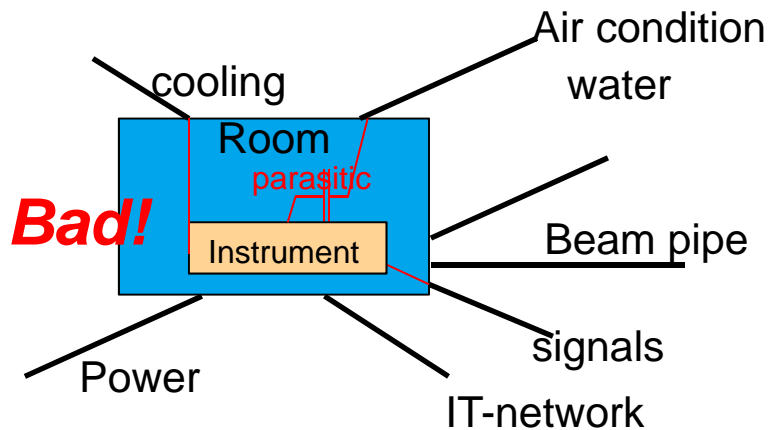 Air condition
cooling
water
Room
parasitic
Bad!
Beam pipe
Instrument
signals
Power
IT-network